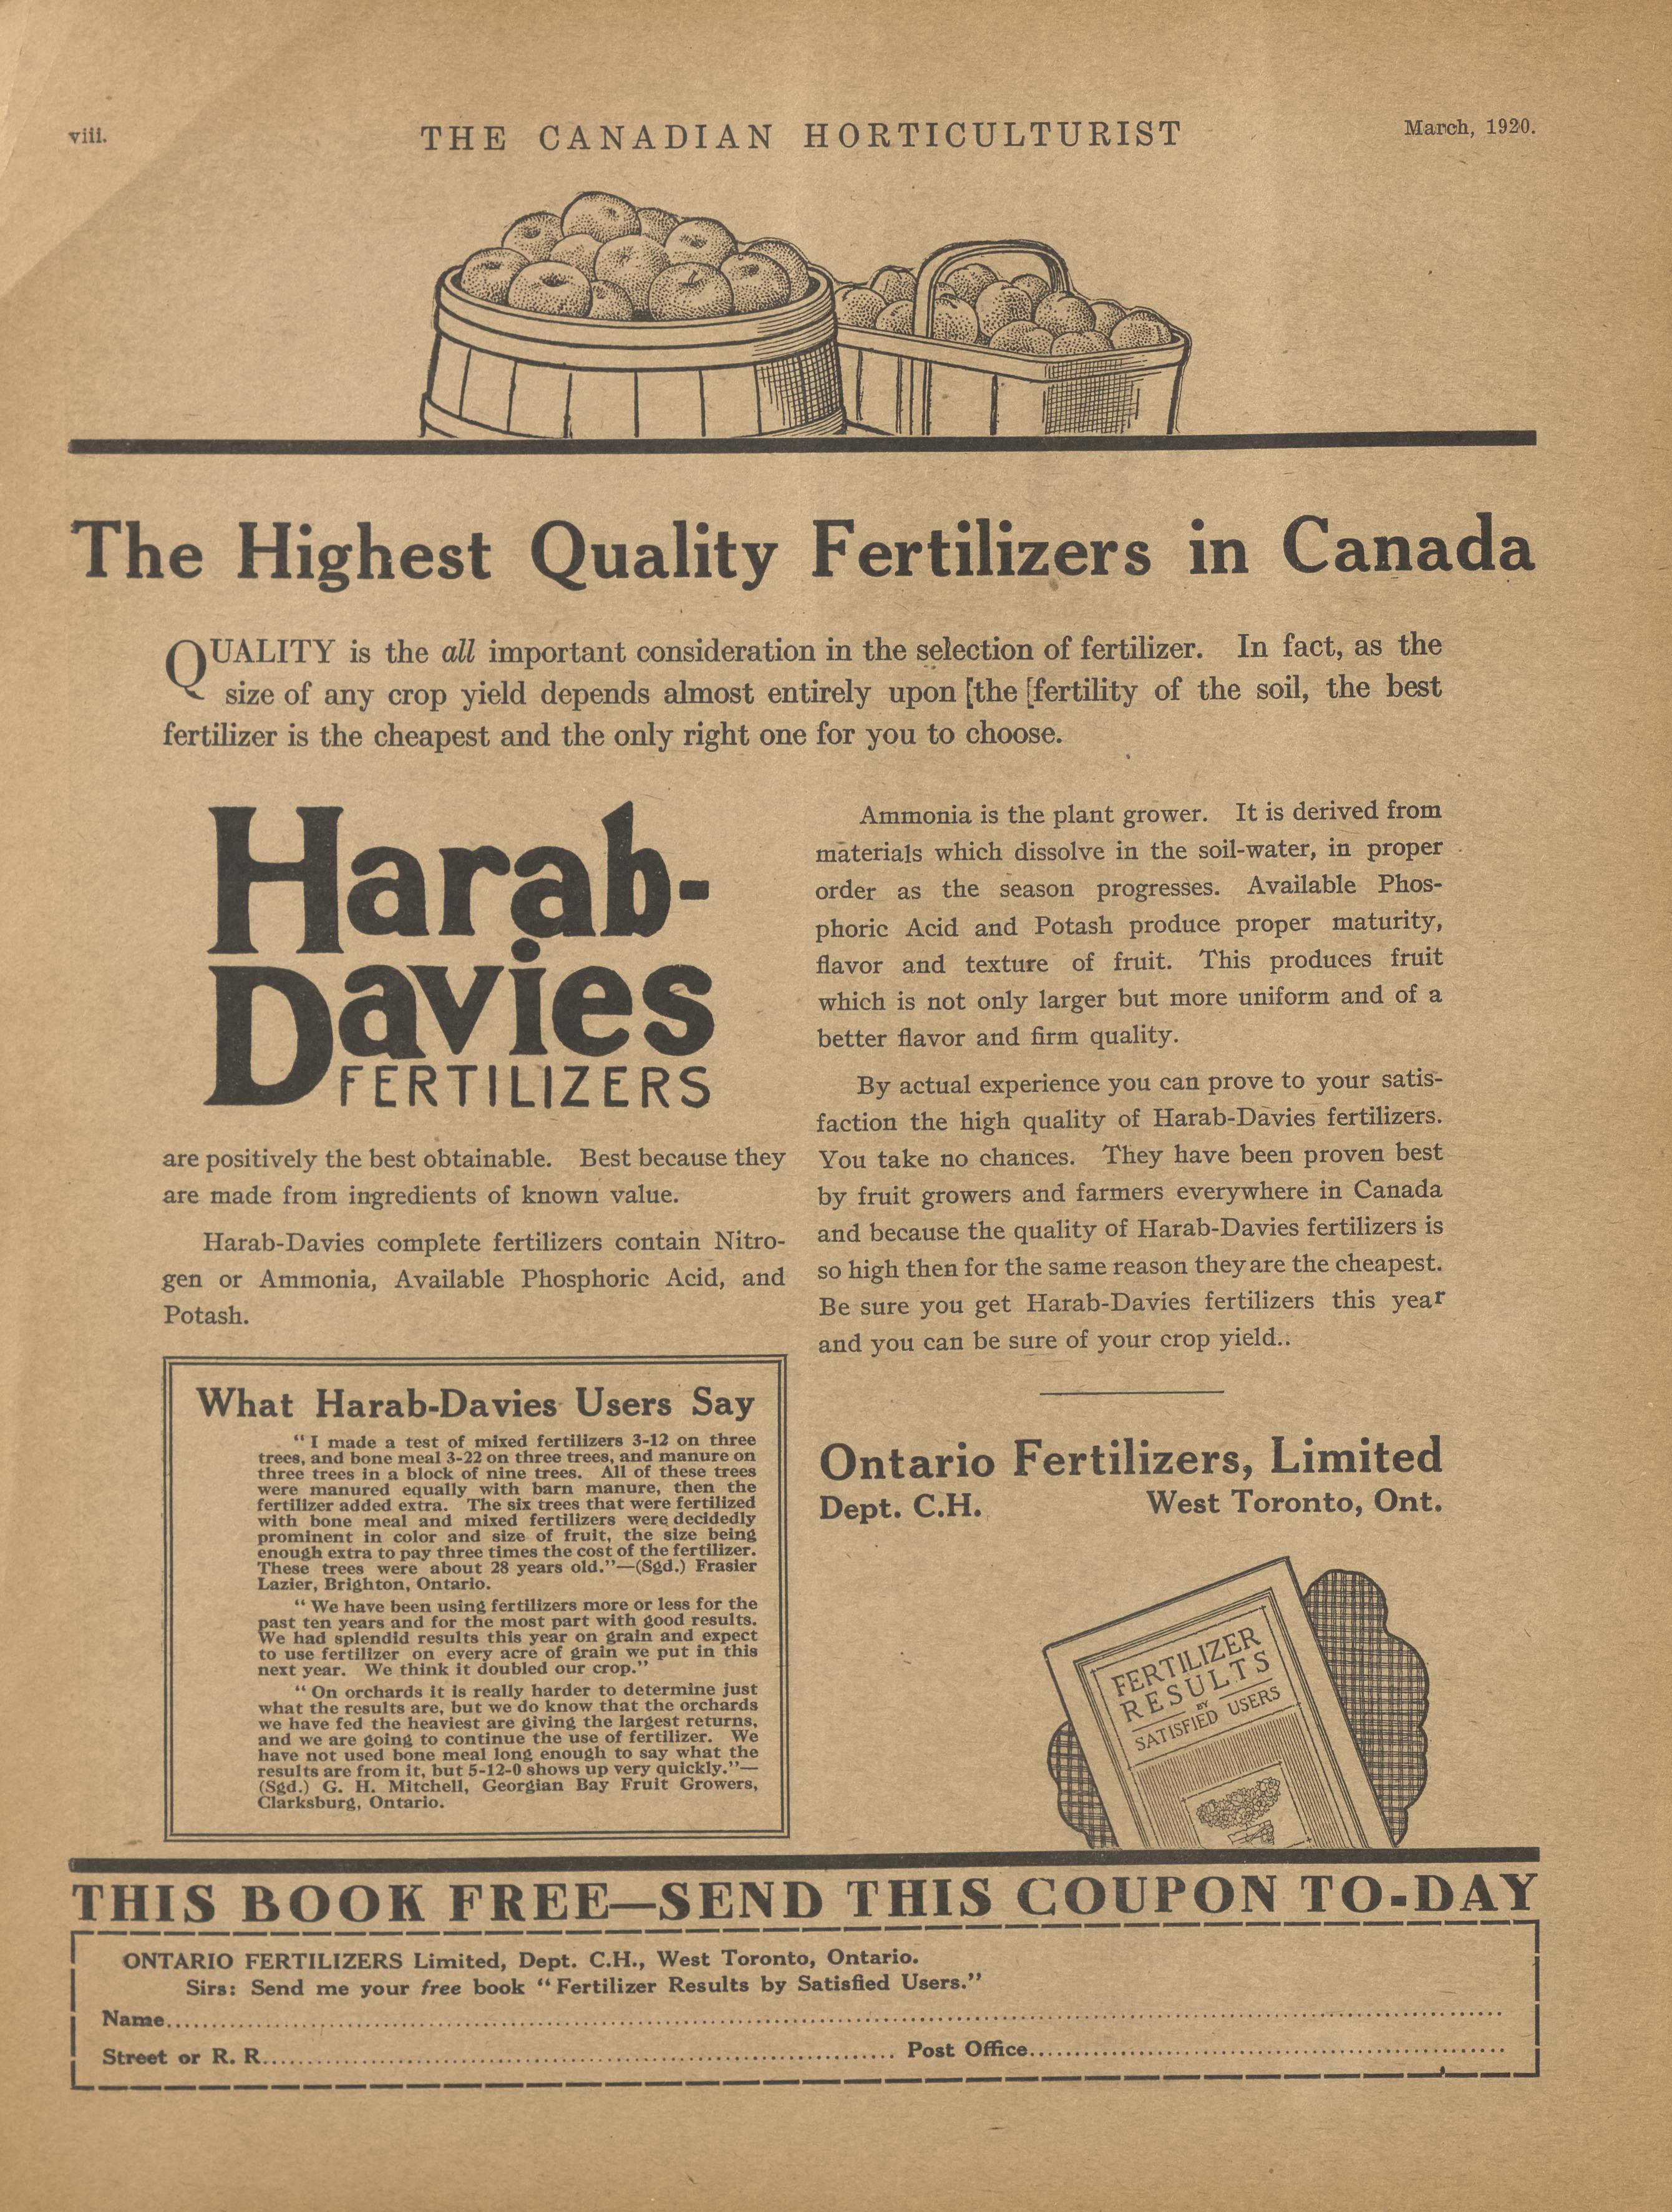 viii.
THE CANADIAN HORTICULTURIST
March, 1920.
The Highest Quality Fertilizers in Canada
QUALITY is the all important consideration in the selection of fertilizer. In fact, as the
size of any crop yield depends almost entirely upon [the [fertility of the soil, the best
fertilizer is the cheapest and the only right one for you to choose.
Harab-
Davies
FERTILIZERS
are positively the best obtainable. Best because they
are made from ingredients of known value.
Harab-Davies complete fertilizers contain Nitro-
gen or Ammonia, Available Phosphoric Acid, and
Potash.
What Harab-Davies Users Say
"I made a test of mixed fertilizers 3-12 on three
trees, and bone meal 3-22 on three trees, and manure on
three trees in a block of nine trees. All of these trees
were manured equally with barn manure, then the
fertilizer added extra. The six trees that were fertilized
with bone meal and mixed fertilizers were decidedly
prominent in color and size of fruit, the size being
enough extra to pay three times the cost of the fertilizer.
These trees were about 28 years old."—(Sgd.) Frasier
Lazier, Brighton, Ontario.
"We have been using fertilizers more or less for the
past ten years and for the most part with good results.
We had splendid results this year on grain and expect
to use fertilizer on every acre of grain we put in this
next year. We think it doubled our crop."
"On orchards it is really harder to determine just
what the results are, but we do know that the orchards
we have fed the heaviest are giving the largest returns,
and we are going to continue the use of fertilizer. We
have not used bone meal long enough to say what the
results are from it, but 5-12-0 shows up very quickly."—
(Sgd.) G. H. Mitchell, Georgian Bay Fruit Growers,
Clarksburg, Ontario.
Ammonia is the plant grower. It is derived from
materials which dissolve in the soil-water, in proper
order as the season progresses. Available Phos-
phoric Acid and Potash produce proper maturity,
flavor and texture of fruit. This produces fruit
which is not only larger but more uniform and of a
better flavor and firm quality.
By actual experience you can prove to your satis-
faction the high quality of Harab-Davies fertilizers.
You take no chances. They have been proven best
by fruit growers and farmers everywhere in Canada
and because the quality of Harab-Davies fertilizers is
so high then for the same reason they are the cheapest.
Be sure you get Harab-Davies fertilizers this year
and you can be sure of your crop yield..
Ontario Fertilizers, Limited
Dept. C.H. West Toronto, Ont.
FERTILIZER
RESULTS
BY
SATISFIED USERS
THIS BOOK FREE—SEND THIS COUPON TO-DAY
ONTARIO FERTILIZERS Limited, Dept. C.H., West Toronto, Ontario.
Sirs: Send me your free book "Fertilizer Results by Satisfied Users."
Name
Street or R. R. Post Office